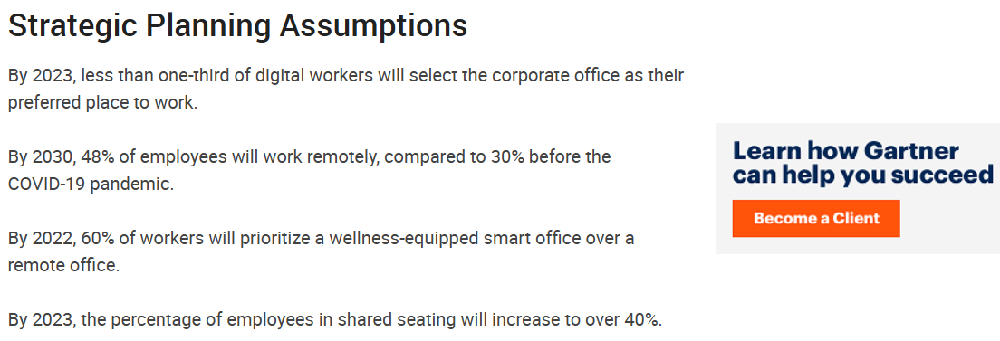 Strategic Planning Assumptions
By 2023, less than one-third of digital workers will select the corporate office as their
preferred place to work.
By 2030, 48% of employees will work remotely, compared to 30% before the
COVID-19 pandemic.
By 2022, 60% of workers will prioritize a wellness-equipped smart office over a
remote office.
By 2023, the percentage of employees in shared seating will increase to over 40%.
Learn how Gartner
can help you succeed
Become a Client